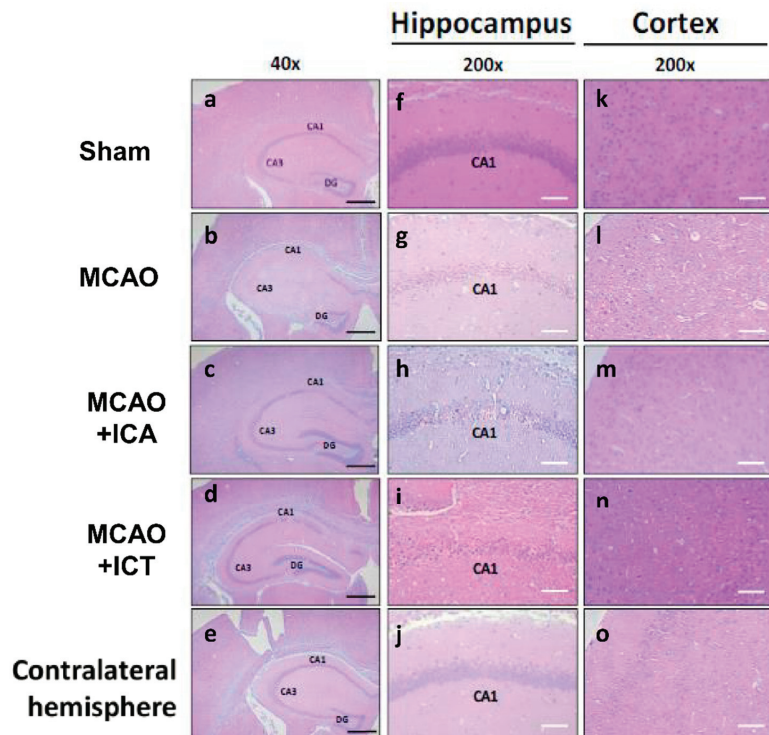 Hippocampus Cortex
40x 200x 200x
Sham
a CA1 CA3 DG
f CA1
k
MCAO
b CA1 CA3 DG
g CA1
l
MCAO
+ICA
c CA1 CA3 DG
h CA1
m
MCAO
+ICT
d CA1 CA3 DG
i CA1
n
Contralateral
hemisphere
e CA1 CA3 DG
j CA1
o